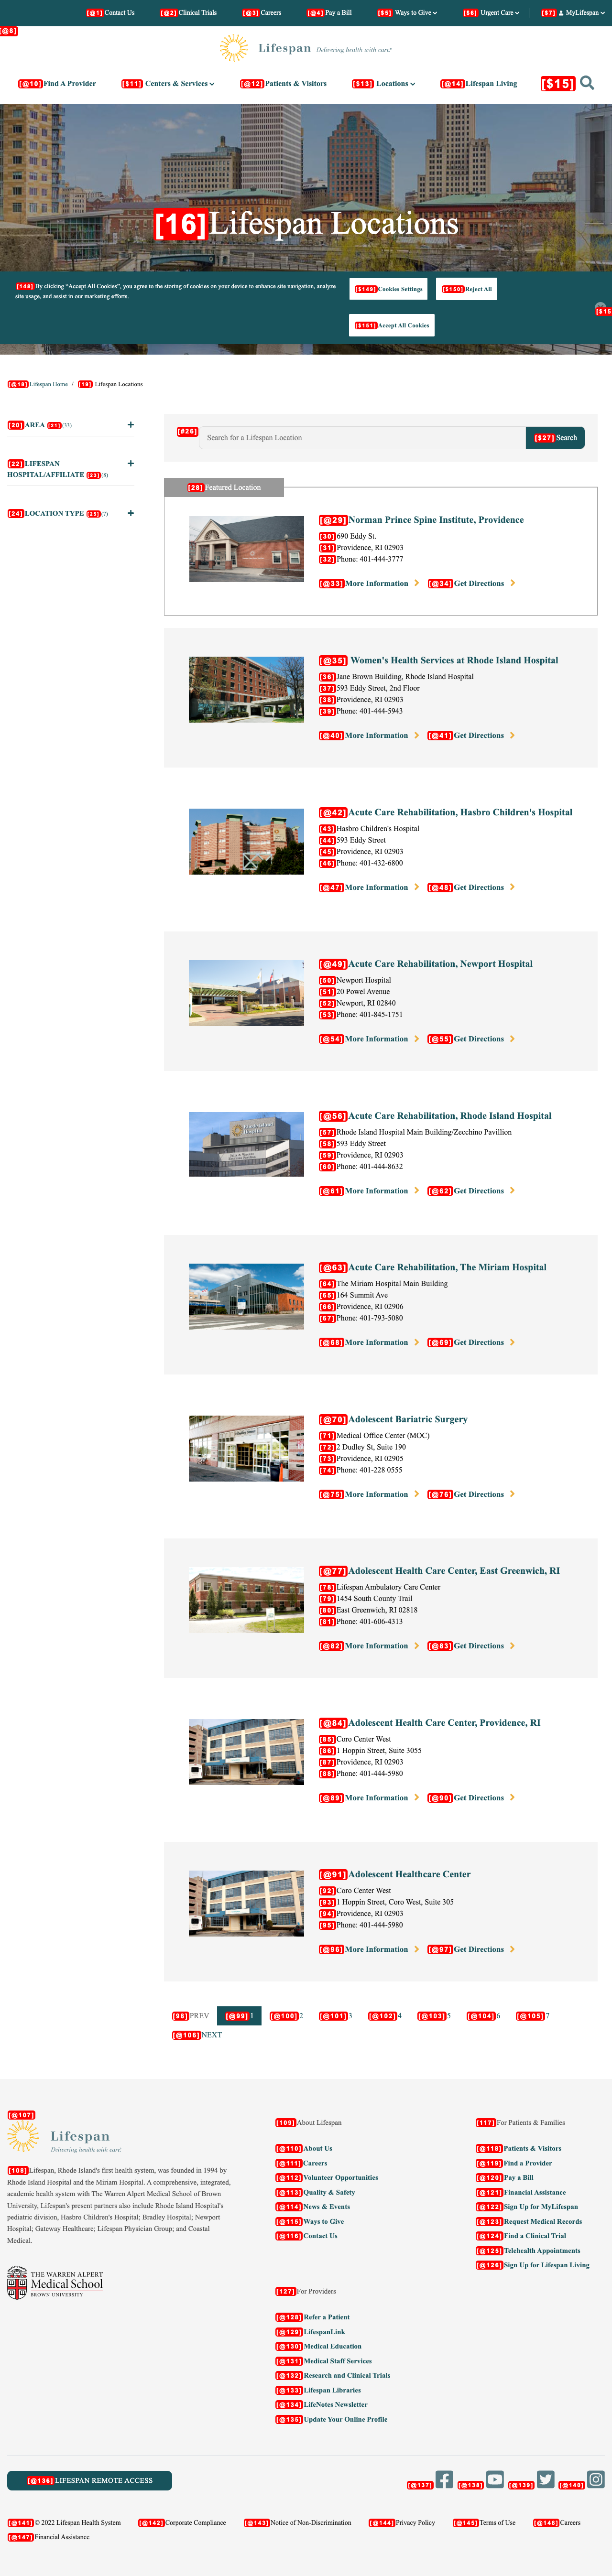 [@1] Contact Us [@2] Clinical Trials [@3] Careers [@4] Pay a Bill [$5] Ways to Give [$6] Urgent Care [$7] MyLifespan
[@8]
Lifespan Delivering health with care.®
[@10]Find A Provider [$11] Centers & Services [@12]Patients & Visitors [$13] Locations [@14]Lifespan Living [$15]
[16]Lifespan Locations
[148] By clicking “Accept All Cookies”, you agree to the storing of cookies on your device to enhance site navigation, analyze
site usage, and assist in our marketing efforts.
[$149]Cookies Settings [$150]Reject All
[$15
[$151]Accept All Cookies
[@18]Lifespan Home / [19] Lifespan Locations
[20]AREA [21](33)
[22]LIFESPAN
HOSPITAL/AFFILIATE [23](8)
[24]LOCATION TYPE [25](7)
[#26] Search for a Lifespan Location [$27] Search
[28]Featured Location
[@29]Norman Prince Spine Institute, Providence
[30]690 Eddy St.
[31]Providence, RI 02903
[32]Phone: 401-444-3777
[@33]More Information [@34]Get Directions
[@35] Women's Health Services at Rhode Island Hospital
[36]Jane Brown Building, Rhode Island Hospital
[37]593 Eddy Street, 2nd Floor
[38]Providence, RI 02903
[39]Phone: 401-444-5943
[@40]More Information [@41]Get Directions
[@42]Acute Care Rehabilitation, Hasbro Children's Hospital
[43]Hasbro Children's Hospital
[44]593 Eddy Street
[45]Providence, RI 02903
[46]Phone: 401-432-6800
[@47]More Information [@48]Get Directions
[@49]Acute Care Rehabilitation, Newport Hospital
[50]Newport Hospital
[51]20 Powel Avenue
[52]Newport, RI 02840
[53]Phone: 401-845-1751
[@54]More Information [@55]Get Directions
[@56]Acute Care Rehabilitation, Rhode Island Hospital
[57]Rhode Island Hospital Main Building/Zecchino Pavillion
[58]593 Eddy Street
[59]Providence, RI 02903
[60]Phone: 401-444-8632
[@61]More Information [@62]Get Directions
[@63]Acute Care Rehabilitation, The Miriam Hospital
[64]The Miriam Hospital Main Building
[65]164 Summit Ave
[66]Providence, RI 02906
[67]Phone: 401-793-5080
[@68]More Information [@69]Get Directions
[@70]Adolescent Bariatric Surgery
[71]Medical Office Center (MOC)
[72]2 Dudley St, Suite 190
[73]Providence, RI 02905
[74]Phone: 401-228 0555
[@75]More Information [@76]Get Directions
[@77]Adolescent Health Care Center, East Greenwich, RI
[78]Lifespan Ambulatory Care Center
[79]1454 South County Trail
[80]East Greenwich, RI 02818
[81]Phone: 401-606-4313
[@82]More Information [@83]Get Directions
[@84]Adolescent Health Care Center, Providence, RI
[85]Coro Center West
[86]1 Hoppin Street, Suite 3055
[87]Providence, RI 02903
[88]Phone: 401-444-5980
[@89]More Information [@90]Get Directions
[@91]Adolescent Healthcare Center
[92]Coro Center West
[93]1 Hoppin Street, Coro West, Suite 305
[94]Providence, RI 02903
[95]Phone: 401-444-5980
[@96]More Information [@97]Get Directions
[98]PREV [@99] 1 [@100]2 [@101]3 [@102]4 [@103]5 [@104]6 [@105]7
[@106]NEXT
[@107]
Lifespan
Delivering health with care.®
[108]Lifespan, Rhode Island's first health system, was founded in 1994 by
Rhode Island Hospital and The Miriam Hospital. A comprehensive, integrated,
academic health system with The Warren Alpert Medical School of Brown
University, Lifespan's present partners also include Rhode Island Hospital's
pediatric division, Hasbro Children's Hospital; Bradley Hospital; Newport
Hospital; Gateway Healthcare; Lifespan Physician Group; and Coastal
Medical.
THE WARREN ALPERT
Medical School
BROWN UNIVERSITY
[109]About Lifespan
[@110]About Us
[@111]Careers
[@112]Volunteer Opportunities
[@113]Quality & Safety
[@114]News & Events
[@115]Ways to Give
[@116]Contact Us
[117]For Patients & Families
[@118]Patients & Visitors
[@119]Find a Provider
[@120]Pay a Bill
[@121]Financial Assistance
[@122]Sign Up for MyLifespan
[@123]Request Medical Records
[@124]Find a Clinical Trial
[@125]Telehealth Appointments
[@126]Sign Up for Lifespan Living
[127]For Providers
[@128]Refer a Patient
[@129]LifespanLink
[@130]Medical Education
[@131]Medical Staff Services
[@132]Research and Clinical Trials
[@133]Lifespan Libraries
[@134]LifeNotes Newsletter
[@135]Update Your Online Profile
[@136] LIFESPAN REMOTE ACCESS [@137] [@138] [@139] [@140]
[@141]© 2022 Lifespan Health System [@142]Corporate Compliance [@143]Notice of Non-Discrimination [@144]Privacy Policy [@145]Terms of Use [@146]Careers
[@147]Financial Assistance